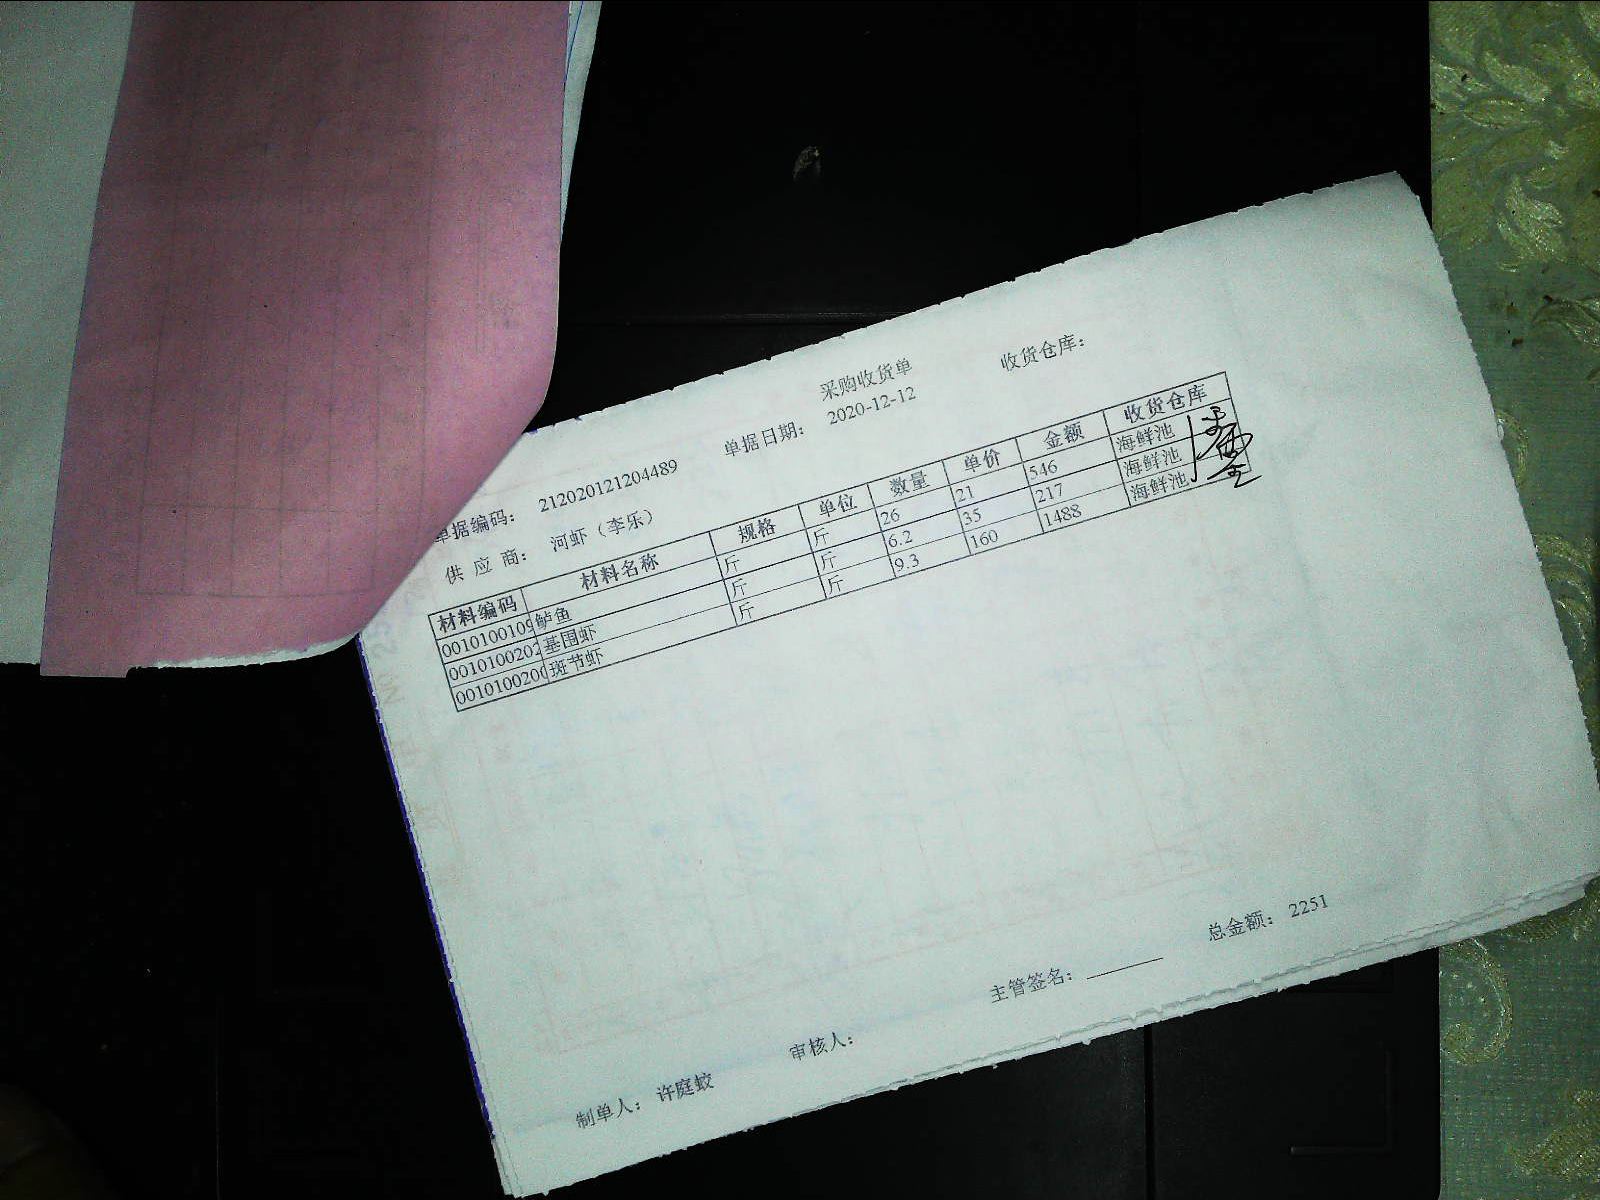 采购收货单 收货仓库：
单据编码： 212020121204489 单据日期： 2020-12-12
供 应 商： 河虾（李乐）
材料编码 材料名称 规格 单位 数量 单价 金额 收货仓库
0010100109 鲈鱼 斤 斤 26 21 546 海鲜池
0010100202 基围虾 斤 斤 6.2 35 217 海鲜池
001010020 斑节虾 斤 斤 9.3 160 1488 海鲜池
制单人： 许庭蛟 审核人： 主管签名： 总金额： 2251